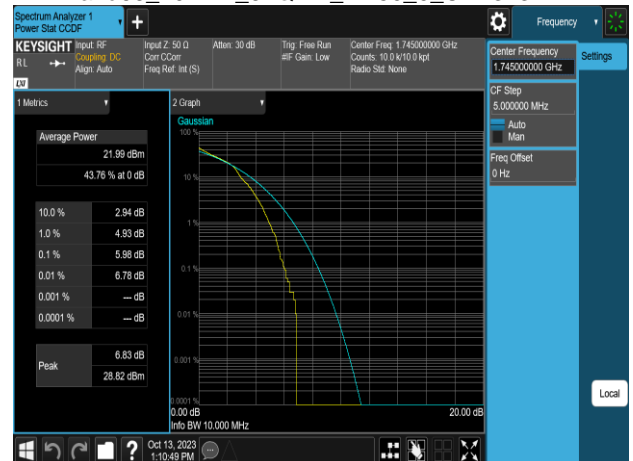 Spectrum Analyzer 1
Power Stat CCDF
Frequency
KEYSIGHT
RL
LXI
Input: RF
Coupling: DC
Align: Auto
Input Z: 50 Ω
Corr CCorr
Freq Ref: Int (S)
Atten: 30 dB
Trig: Free Run
#IF Gain: Low
Center Freq: 1.745000000 GHz
Counts: 10.0 k/10.0 kpt
Radio Std: None
Center Frequency
1.745000000 GHz
Settings
CF Step
5.000000 MHz
Auto
Man
Freq Offset
0 Hz
1 Metrics
Average Power
21.99 dBm
43.76 % at 0 dB
10.0 % 2.94 dB
1.0 % 4.93 dB
0.1 % 5.98 dB
0.01 % 6.78 dB
0.001 % --- dB
0.0001 % --- dB
Peak
6.83 dB
28.82 dBm
2 Graph
Gaussian
100 %
10 %
1 %
0.1 %
0.01 %
0.001 %
0.0001 %
0.00 dB
20.00 dB
Info BW 10.000 MHz
Local
Oct 13, 2023
1:10:49 PM